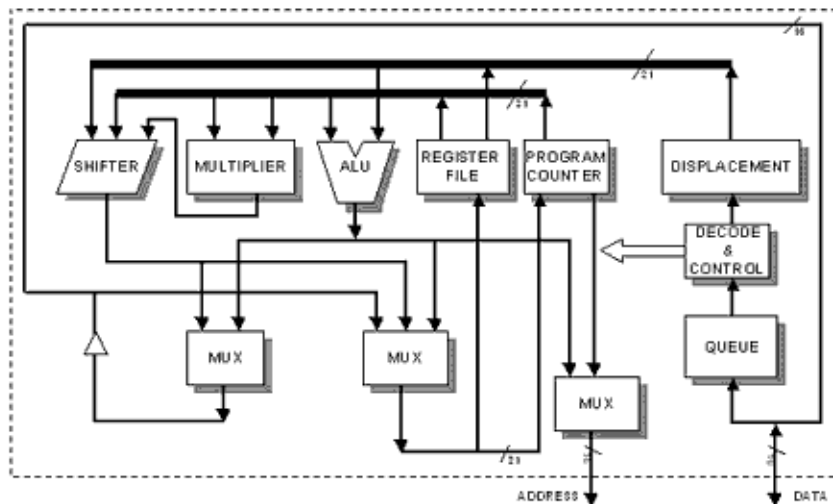 SHIFTER
MULTIPLIER
ALU
REGISTER
FILE
PROGRAM
COUNTER
DISPLACEMENT
DECODE
&
CONTROL
MUX
MUX
QUEUE
MUX
ADDRESS
DATA